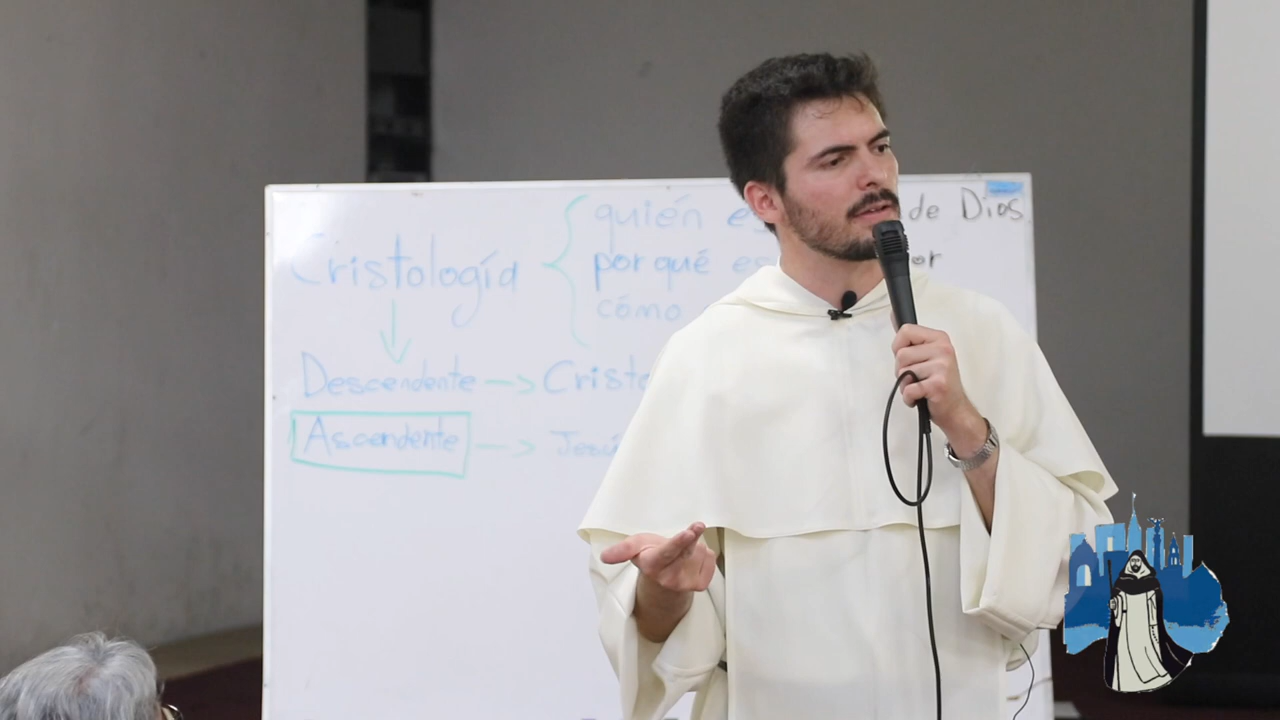 Cristología
quién es de Dios
por qué es
cómo
Descendente -> Cristo
Ascendente -> Jesús